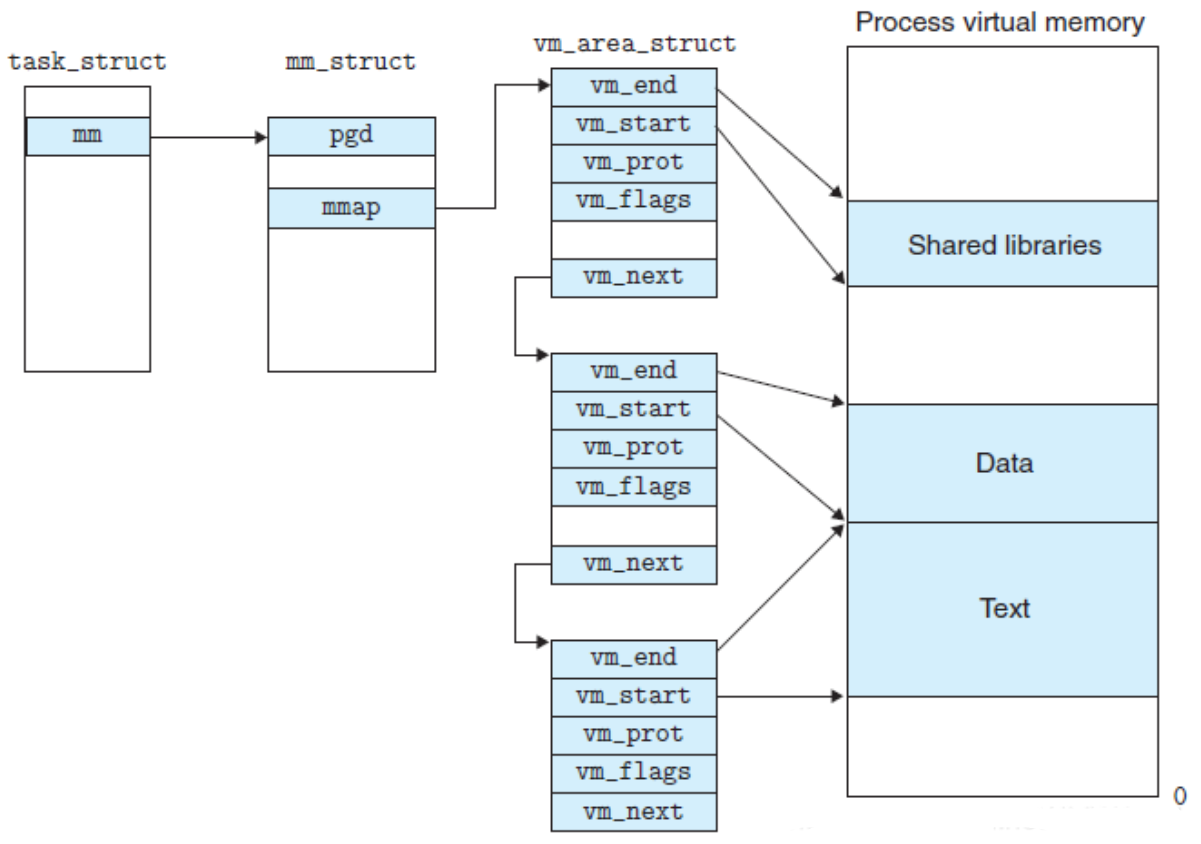 Process virtual memory
task_struct
mm_struct
vm_area_struct
mm
pgd
mmap
vm_end
vm_start
vm_prot
vm_flags
vm_next
vm_end
vm_start
vm_prot
vm_flags
vm_next
vm_end
vm_start
vm_prot
vm_flags
vm_next
Shared libraries
Data
Text
0